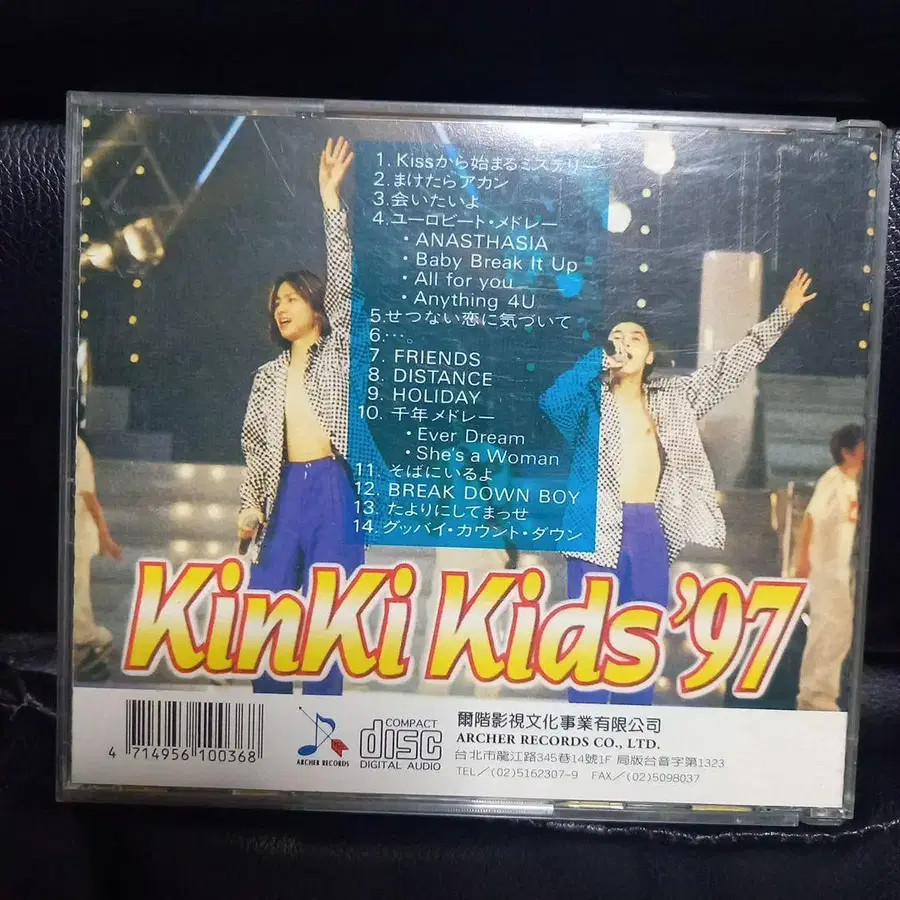 1. Kissから始まるミステリー
2. まけたらアカン
3. 会いたいよ
4. ユーロビート・メドレー
・ANASTHASIA
・Baby Break It Up
・All for you
・Anything 4U
5. せつない恋に気づいて
6. …。
7. FRIENDS
8. DISTANCE
9. HOLIDAY
10. 千年メドレー
・Ever Dream
・She's a Woman
11. そばにいるよ
12. BREAK DOWN BOY
13. たよりにしてまっせ
14. グッバイ・カウント・ダウン
KinKi Kids '97
4 714956 100368
ARCHER RECORDS
COMPACT
disc
DIGITAL AUDIO
爾階影視文化事業有限公司
ARCHER RECORDS CO., LTD.
台北市龍江路345巷14號1F 局版台音字第1323
TEL／(02)5162307-9 FAX／(02)5098037